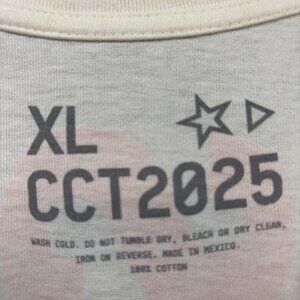 XL
CCT2025
WASH COLD. DO NOT TUMBLE DRY, BLEACH OR DRY CLEAN,
IRON ON REVERSE. MADE IN MEXICO.
100% COTTON